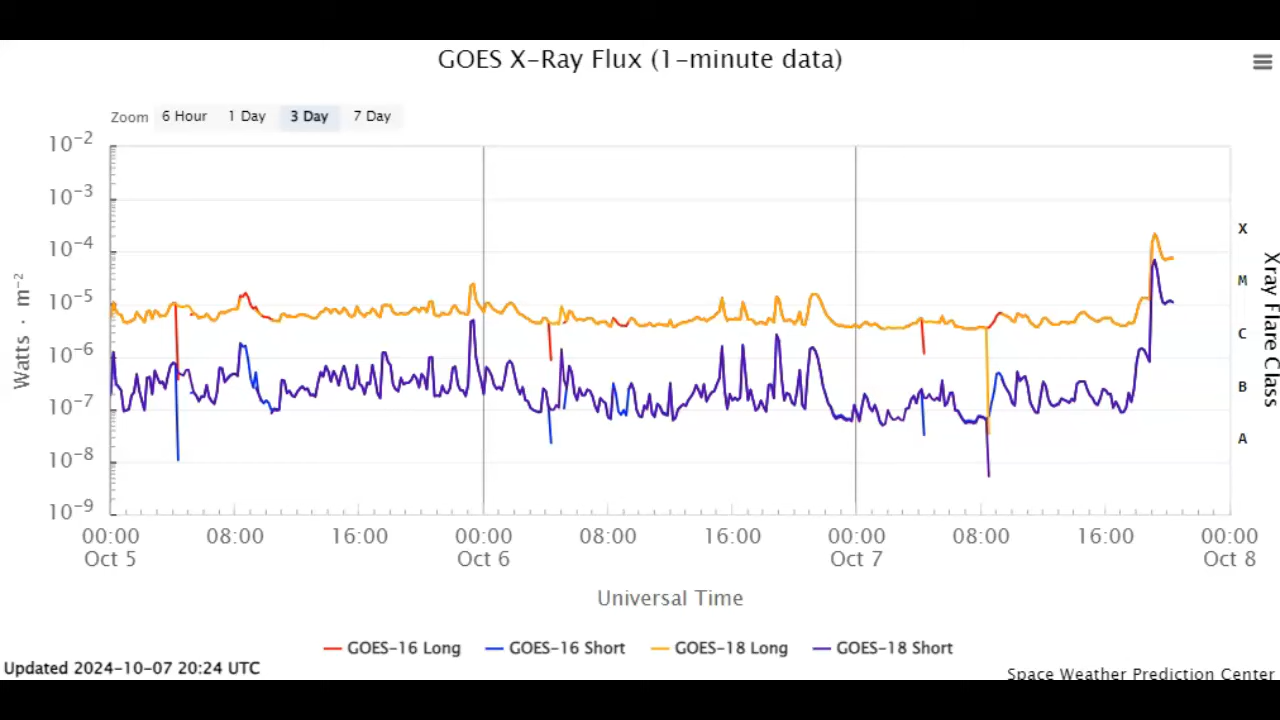 GOES X-Ray Flux (1-minute data)
Zoom 6 Hour 1 Day 3 Day 7 Day
10⁻²
10⁻³
10⁻⁴
10⁻⁵
10⁻⁶
10⁻⁷
10⁻⁸
10⁻⁹
Watts · m⁻²
X
M
C
B
A
Xray Flare Class
00:00 08:00 16:00 00:00 08:00 16:00 00:00 08:00 16:00 00:00
Oct 5 Oct 6 Oct 7 Oct 8
Universal Time
GOES-16 Long GOES-16 Short GOES-18 Long GOES-18 Short
Updated 2024-10-07 20:24 UTC
Space Weather Prediction Center